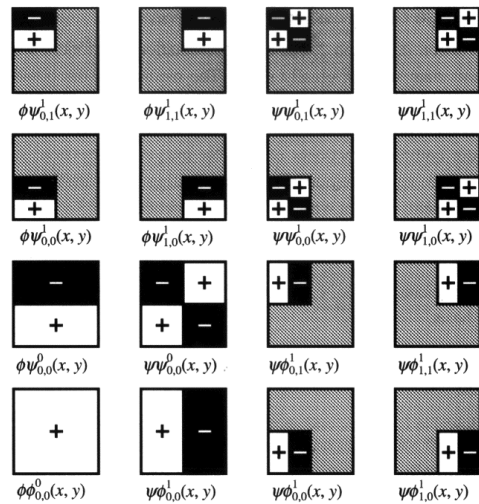 − − − + − +
+ + + − + −
ϕψ¹₀,₁(x, y) ϕψ¹₁,₁(x, y) ψψ¹₀,₁(x, y) ψψ¹₁,₁(x, y)
− − − + − +
+ + + − + −
ϕψ¹₀,₀(x, y) ϕψ¹₁,₀(x, y) ψψ¹₀,₀(x, y) ψψ¹₁,₀(x, y)
− − + + − + −
+ + −
ϕψ⁰₀,₀(x, y) ψψ⁰₀,₀(x, y) ψϕ¹₀,₁(x, y) ψϕ¹₁,₁(x, y)
+ + − + − + −
ϕϕ⁰₀,₀(x, y) ψϕ¹₀,₀(x, y) ψϕ¹₀,₀(x, y) ψϕ¹₁,₀(x, y)